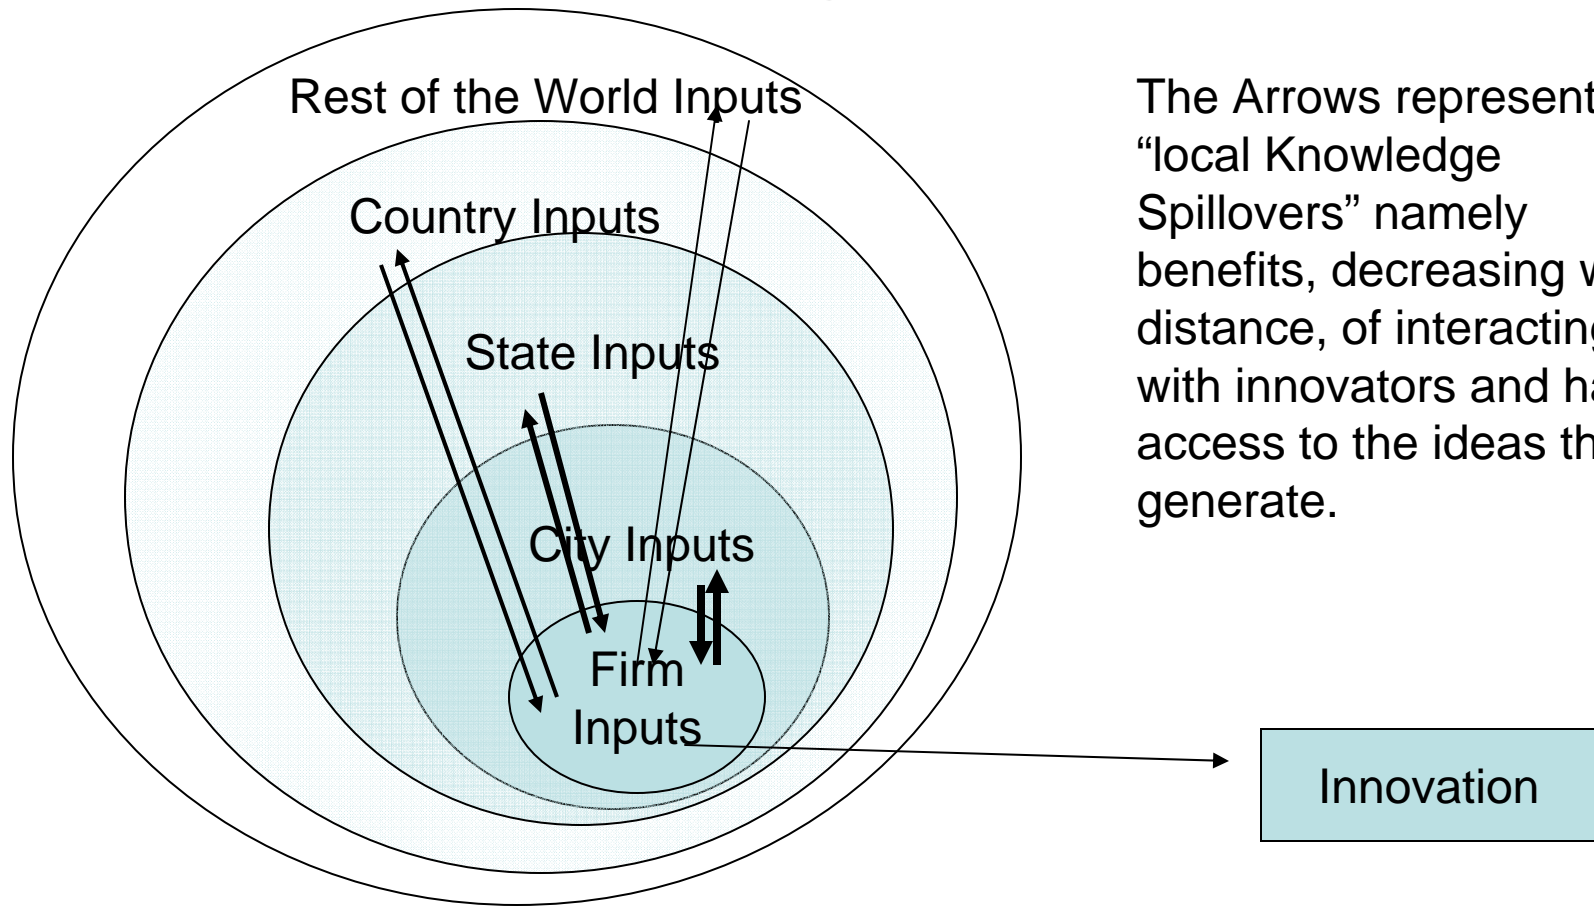 Rest of the World Inputs
Country Inputs
State Inputs
City Inputs
Firm
Inputs
The Arrows represent
“local Knowledge
Spillovers” namely
benefits, decreasing
distance, of interacting
with innovators and
access to the ideas
generate.
Innovation